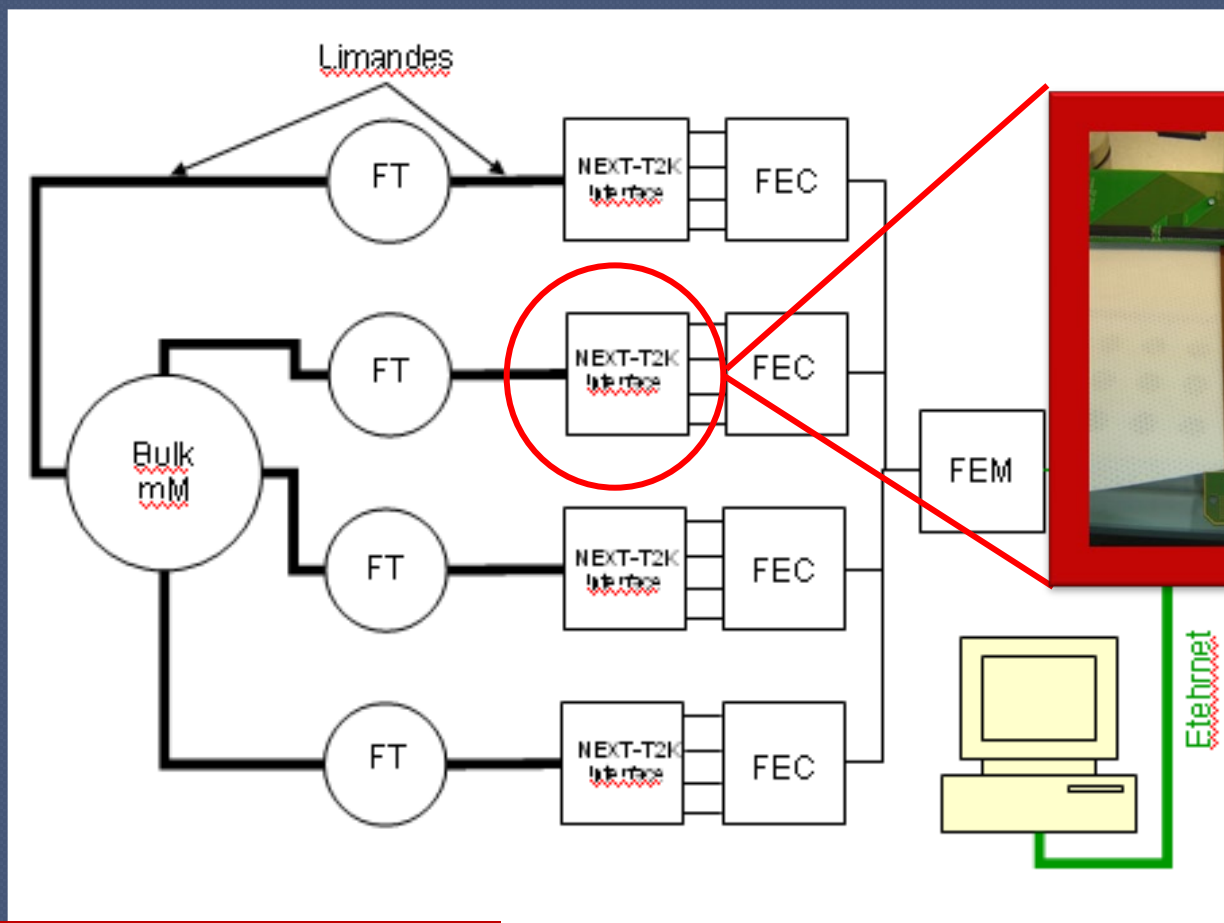 Limandes
FT
NEXT-T2K
Interface
FEC
FT
NEXT-T2K
Interface
FEC
Bulk
mM
FEM
FT
NEXT-T2K
Interface
FEC
Etehrnet
FT
NEXT-T2K
Interface
FEC